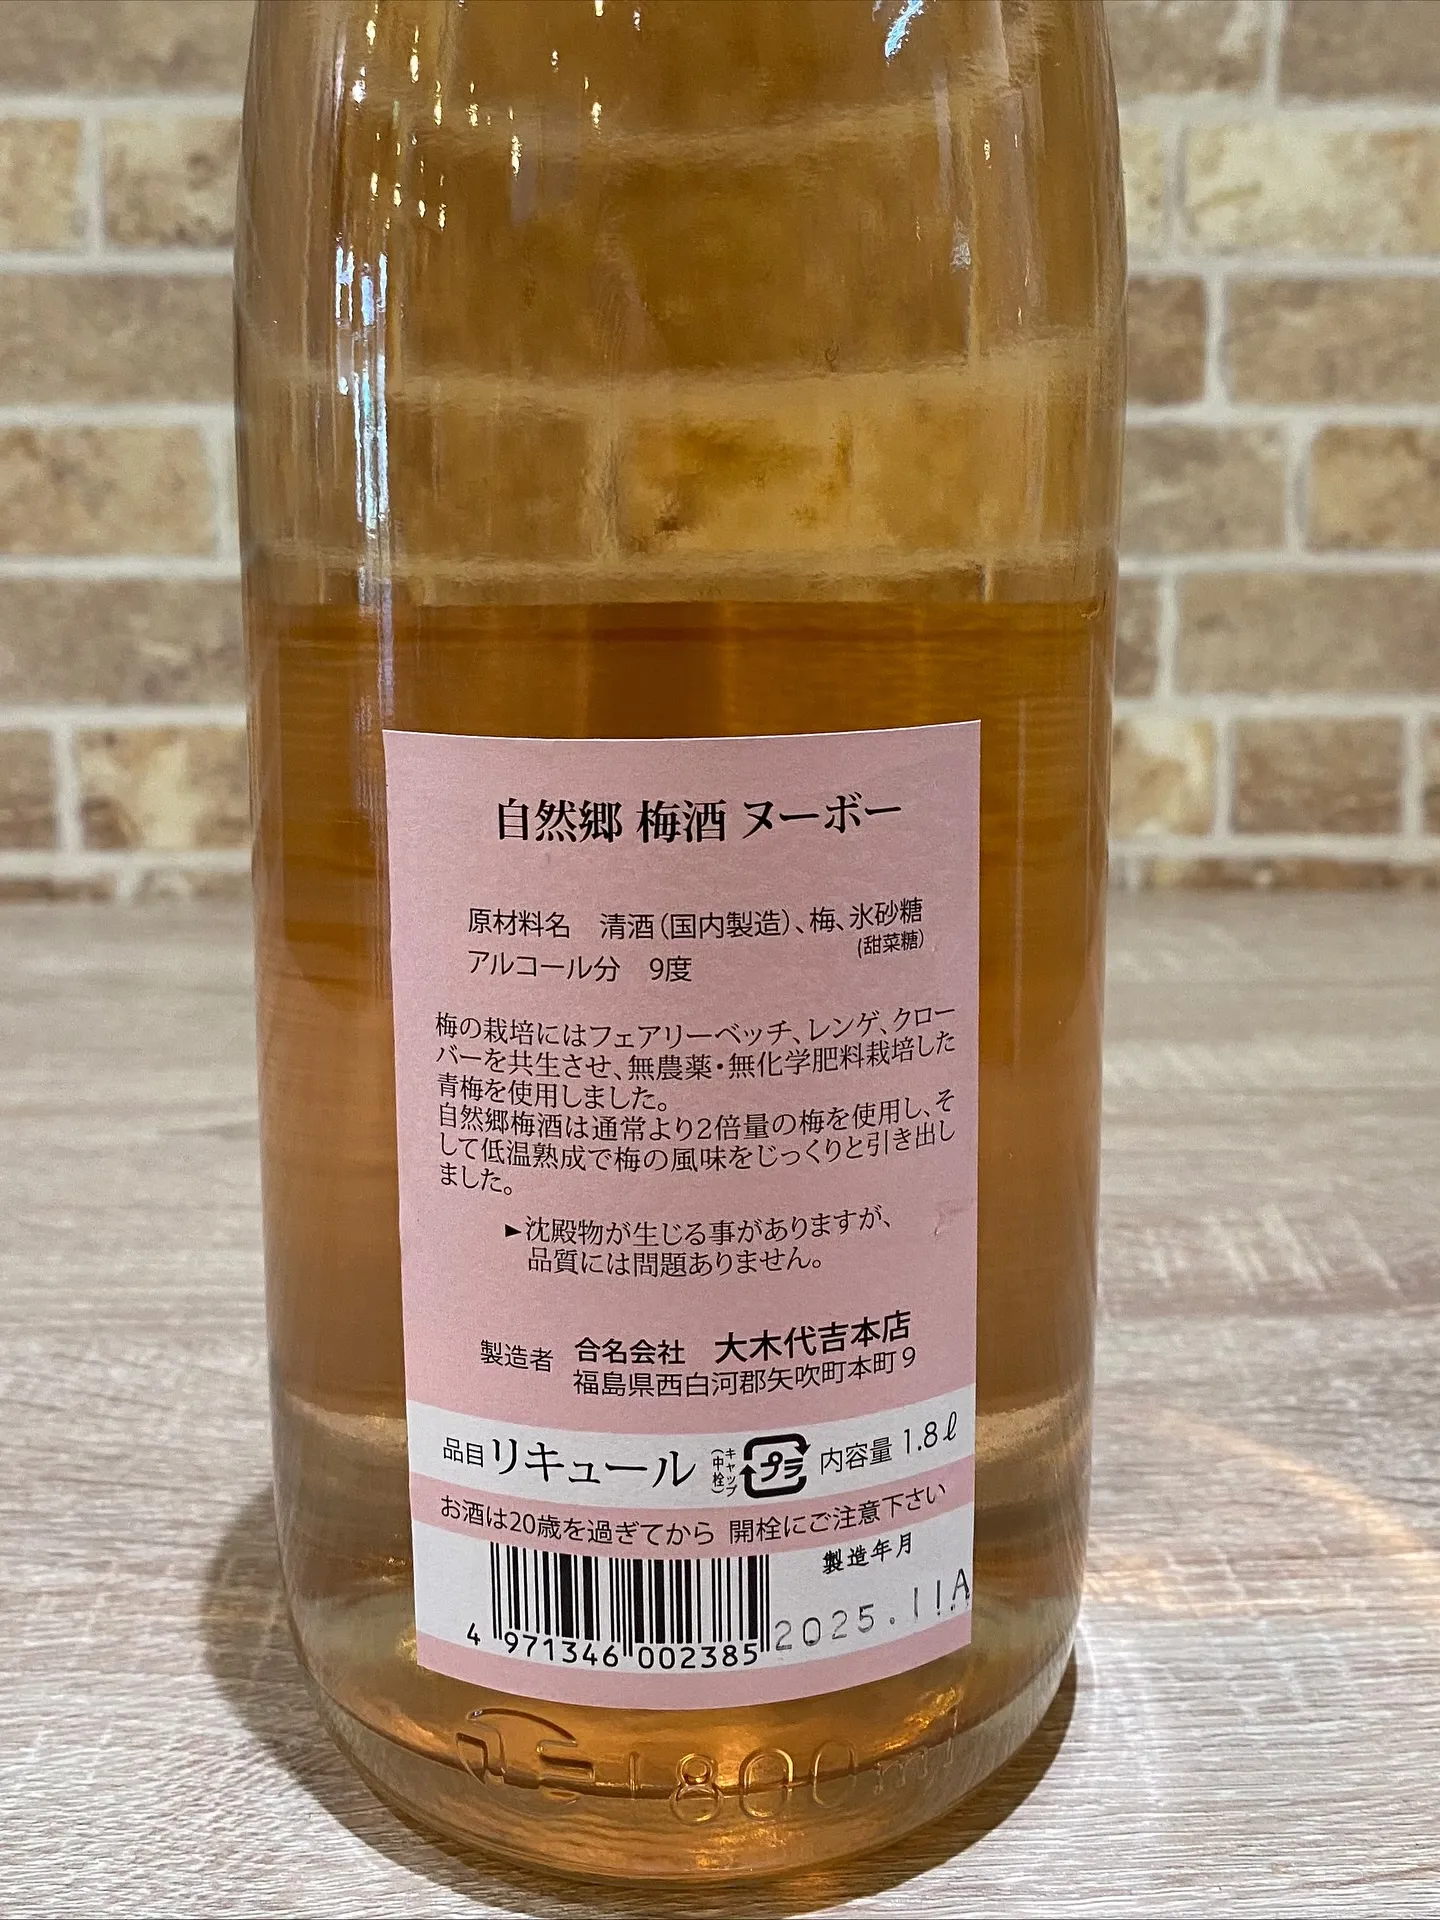 自然郷 梅酒 ヌーボー
原材料名 清酒(国内製造)、梅、氷砂糖
(甜菜糖)
アルコール分 9度
梅の栽培にはフェアリーベッチ、レンゲ、クロー
バーを共生させ、無農薬・無化学肥料栽培した
青梅を使用しました。
自然郷梅酒は通常より2倍量の梅を使用し、そ
して低温熟成で梅の風味をじっくりと引き出し
ました。
►沈殿物が生じる事がありますが、
品質には問題ありません。
製造者 合名会社 大木代吉本店
福島県西白河郡矢吹町本町9
品目 リキュール キャップ(中栓) プラ 内容量 1.8ℓ
お酒は20歳を過ぎてから 開栓にご注意下さい
製造年月
2025.11A
4 971346 002385
1800ml